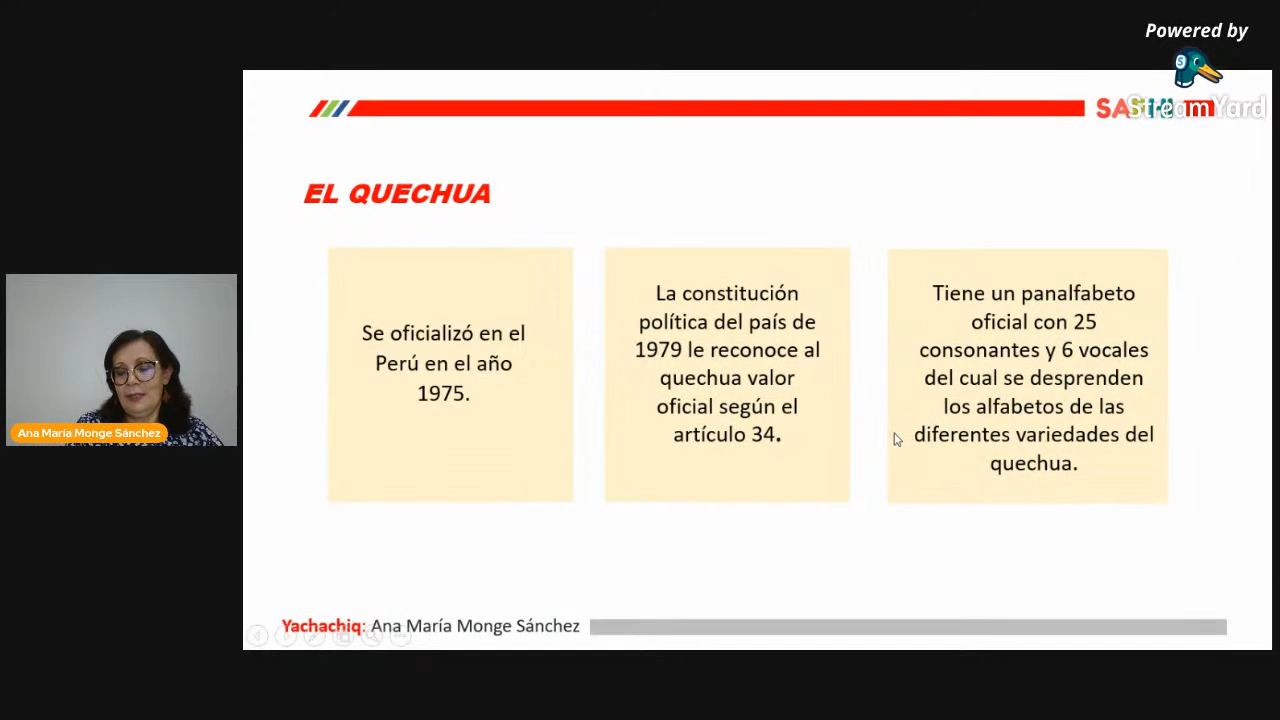 Powered by
StreamYard
EL QUECHUA
Se oficializó en el
Perú en el año
1975.
La constitución
política del país de
1979 le reconoce al
quechua valor
oficial según el
artículo 34.
Tiene un panalfabeto
oficial con 25
consonantes y 6 vocales
del cual se desprenden
los alfabetos de las
diferentes variedades del
quechua.
Ana María Monge Sánchez
Yachachiq: Ana María Monge Sánchez